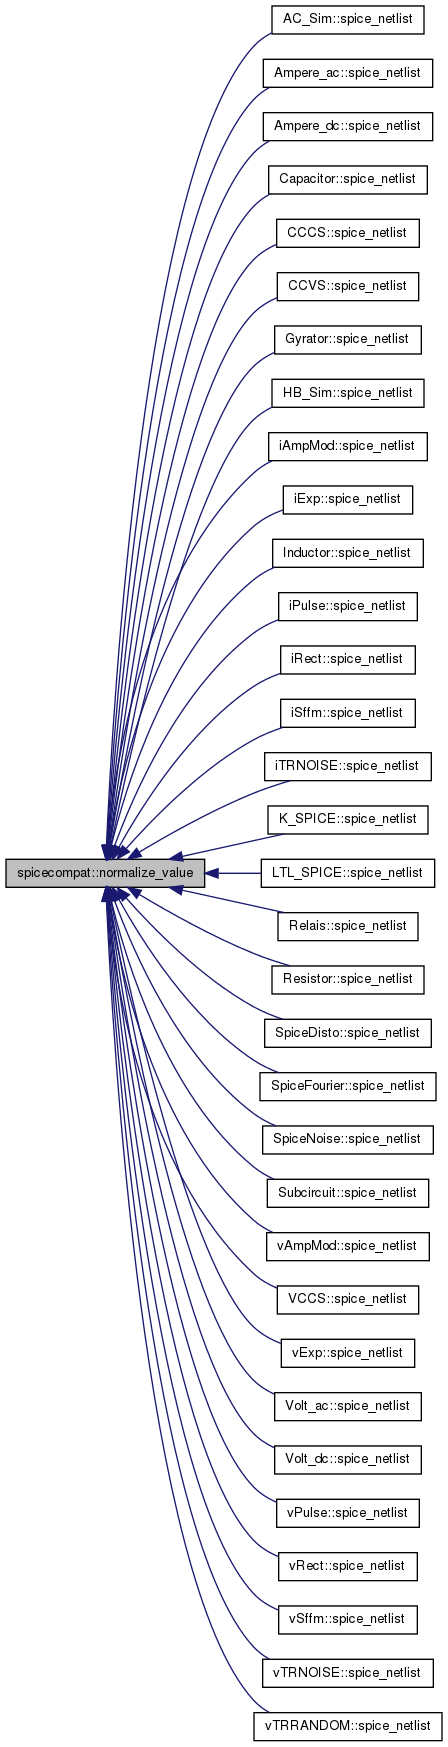 AC_Sim::spice_netlist
Ampere_ac::spice_netlist
Ampere_dc::spice_netlist
Capacitor::spice_netlist
CCCS::spice_netlist
CCVS::spice_netlist
Gyrator::spice_netlist
HB_Sim::spice_netlist
iAmpMod::spice_netlist
iExp::spice_netlist
Inductor::spice_netlist
iPulse::spice_netlist
iRect::spice_netlist
iSffm::spice_netlist
iTRNOISE::spice_netlist
K_SPICE::spice_netlist
spicecompat::normalize_value
LTL_SPICE::spice_netlist
Relais::spice_netlist
Resistor::spice_netlist
SpiceDisto::spice_netlist
SpiceFourier::spice_netlist
SpiceNoise::spice_netlist
Subcircuit::spice_netlist
vAmpMod::spice_netlist
VCCS::spice_netlist
vExp::spice_netlist
Volt_ac::spice_netlist
Volt_dc::spice_netlist
vPulse::spice_netlist
vRect::spice_netlist
vSffm::spice_netlist
vTRNOISE::spice_netlist
vTRRANDOM::spice_netlist